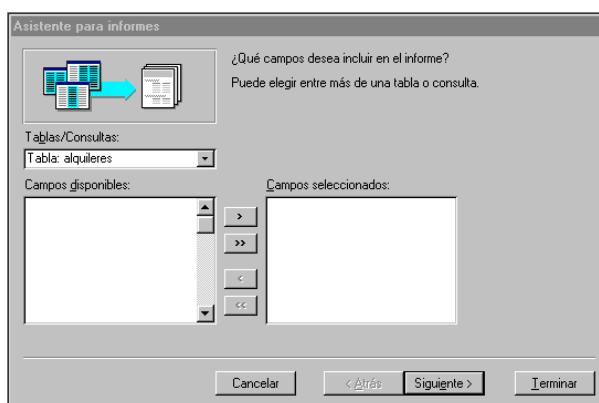 Asistente para informes
¿Qué campos desea incluir en el informe?
Puede elegir entre más de una tabla o consulta.
Tablas/Consultas:
Tabla: alquileres
Campos disponibles:
Campos seleccionados:
>
>>
<
<<
Cancelar
< Atrás
Siguiente >
Terminar